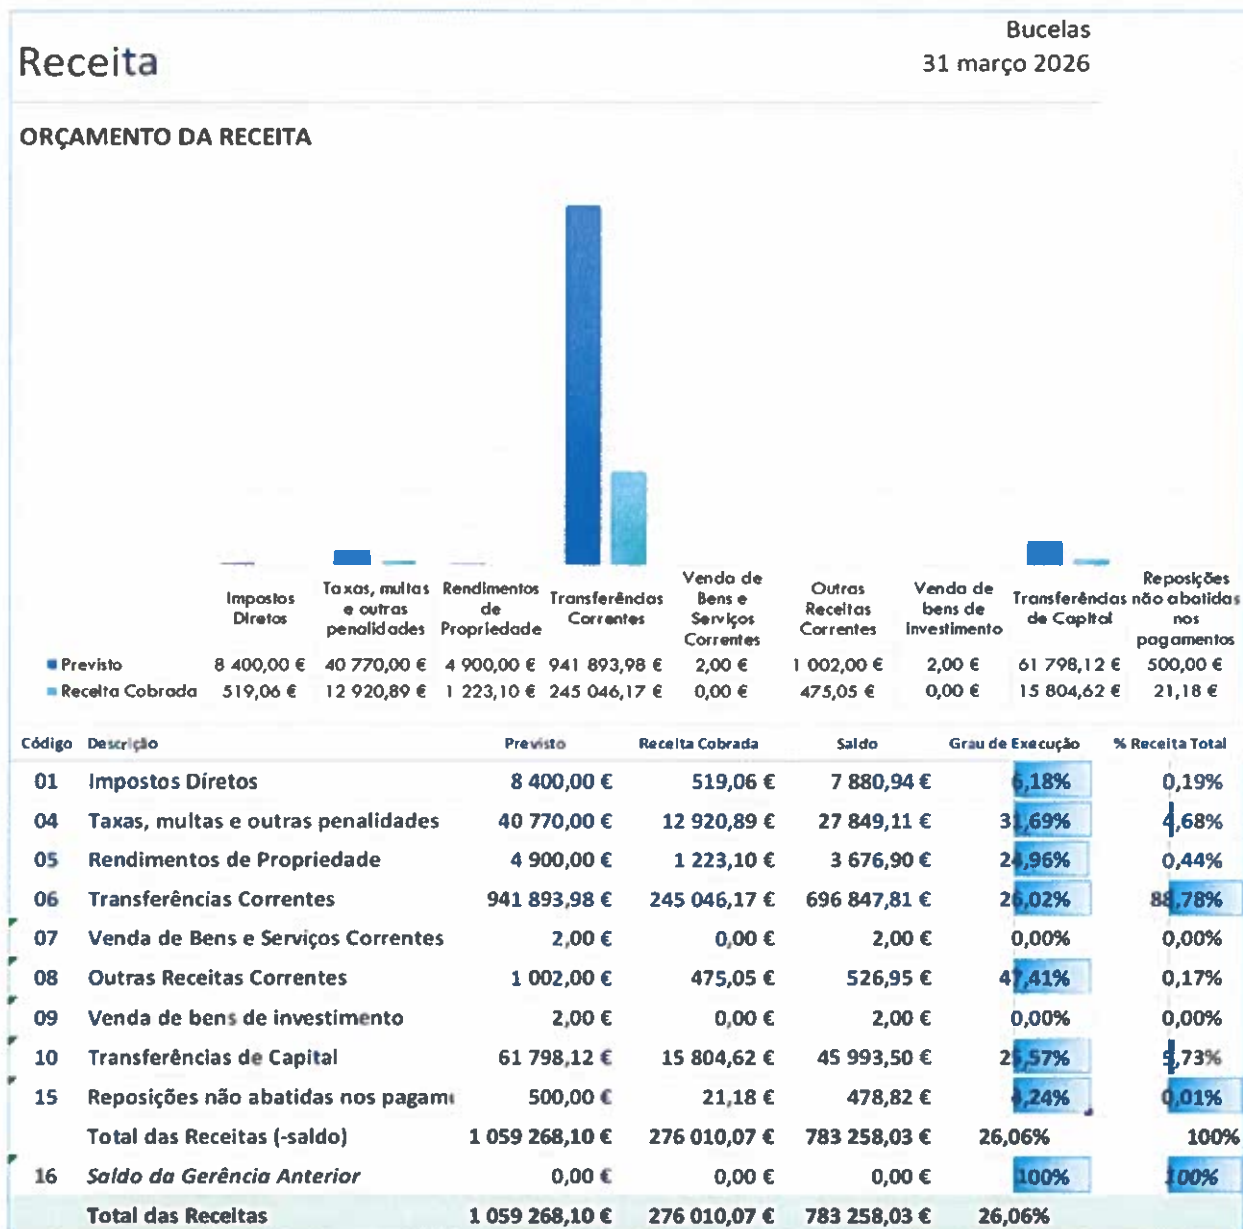 Bucelas
Receita
31 março 2026
ORÇAMENTO DA RECEITA
Impostos Diretos
Taxas, multas e outras penalidades
Rendimentos de Propriedade
Transferências Correntes
Venda de Bens e Serviços Correntes
Outras Receitas Correntes
Venda de bens de investimento
Transferências de Capital
Reposições não abatidas nos pagamentos
Previsto 8 400,00 € 40 770,00 € 4 900,00 € 941 893,98 € 2,00 € 1 002,00 € 2,00 € 61 798,12 € 500,00 €
Receita Cobrada 519,06 € 12 920,89 € 1 223,10 € 245 046,17 € 0,00 € 475,05 € 0,00 € 15 804,62 € 21,18 €
Código Descrição Previsto Receita Cobrada Saldo Grau de Execução % Receita Total
01 Impostos Diretos 8 400,00 € 519,06 € 7 880,94 € 6,18% 0,19%
04 Taxas, multas e outras penalidades 40 770,00 € 12 920,89 € 27 849,11 € 31,69% 4,68%
05 Rendimentos de Propriedade 4 900,00 € 1 223,10 € 3 676,90 € 24,96% 0,44%
06 Transferências Correntes 941 893,98 € 245 046,17 € 696 847,81 € 26,02% 88,78%
07 Venda de Bens e Serviços Correntes 2,00 € 0,00 € 2,00 € 0,00% 0,00%
08 Outras Receitas Correntes 1 002,00 € 475,05 € 526,95 € 47,41% 0,17%
09 Venda de bens de investimento 2,00 € 0,00 € 2,00 € 0,00% 0,00%
10 Transferências de Capital 61 798,12 € 15 804,62 € 45 993,50 € 25,57% 5,73%
15 Reposições não abatidas nos pagam 500,00 € 21,18 € 478,82 € 4,24% 0,01%
Total das Receitas (-saldo) 1 059 268,10 € 276 010,07 € 783 258,03 € 26,06% 100%
16 Saldo da Gerência Anterior 0,00 € 0,00 € 0,00 € 100% 100%
Total das Receitas 1 059 268,10 € 276 010,07 € 783 258,03 € 26,06%